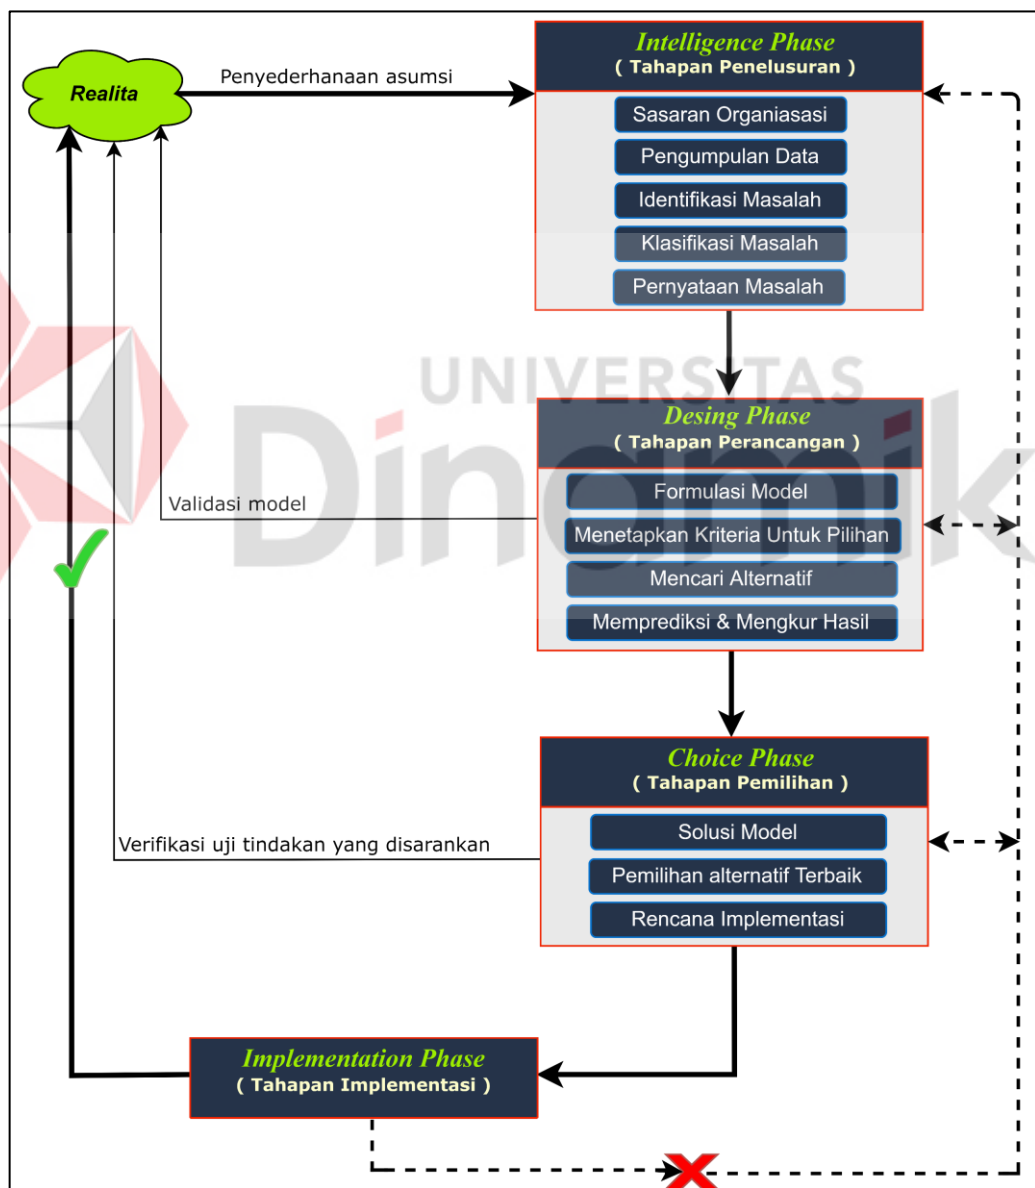 Intelligence Phase
( Tahapan Penelusuran )
Realita
Penyederhanaan asumsi
Sasaran Organiasasi
Pengumpulan Data
Identifikasi Masalah
Klasifikasi Masalah
Pernyataan Masalah
UNIVERSITAS
Dinamik
Desing Phase
( Tahapan Perancangan )
Formulasi Model
Validasi model
Menetapkan Kriteria Untuk Pilihan
Mencari Alternatif
Memprediksi & Mengkur Hasil
Choice Phase
( Tahapan Pemilihan )
Solusi Model
Verifikasi uji tindakan yang disarankan
Pemilihan alternatif Terbaik
Rencana Implementasi
Implementation Phase
( Tahapan Implementasi )